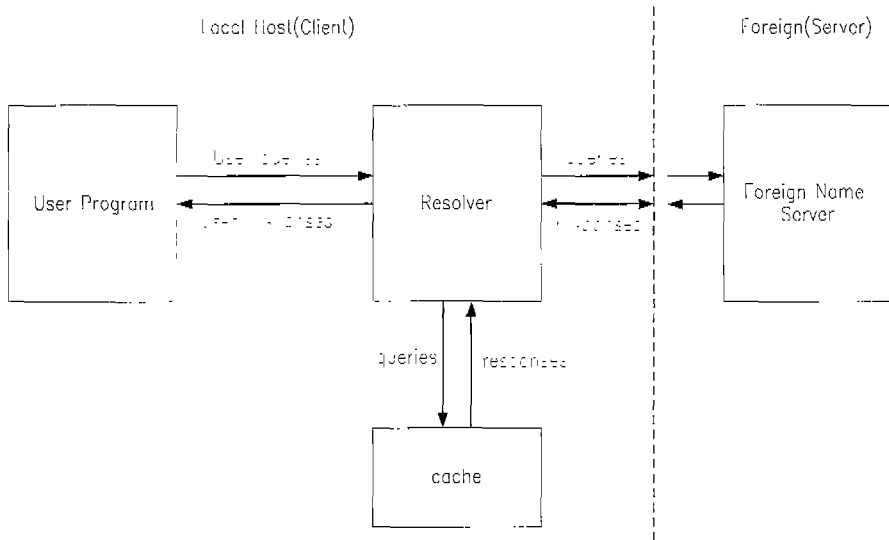 Local Host(Client)
Foreign(Server)
User Program
Resolver
Foreign Name
Server
queries
responses
cache